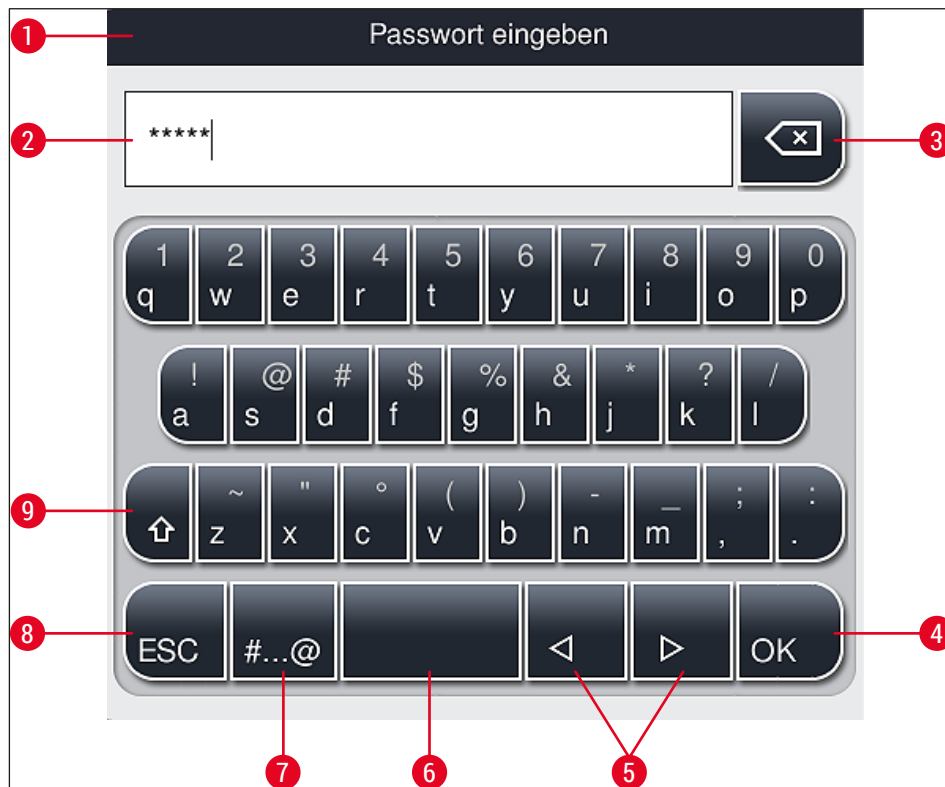 1 Passwort eingeben
2 ***** 3
1 2 3 4 5 6 7 8 9 0
q w e r t y u i o p
! @ # $ % & * ? /
a s d f g h j k l
9 ~ " ° ( ) - _ ; :
z x c v b n m , .
8 ESC #...@ OK 4
7 6 5